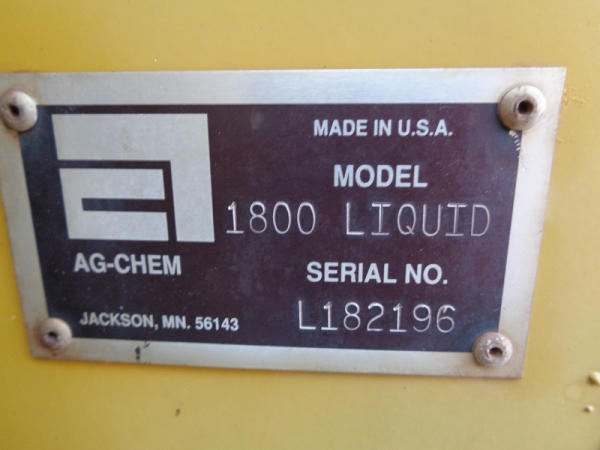 MADE IN U.S.A.
MODEL
1800 LIQUID
AG-CHEM
SERIAL NO.
JACKSON, MN. 56143
L182196